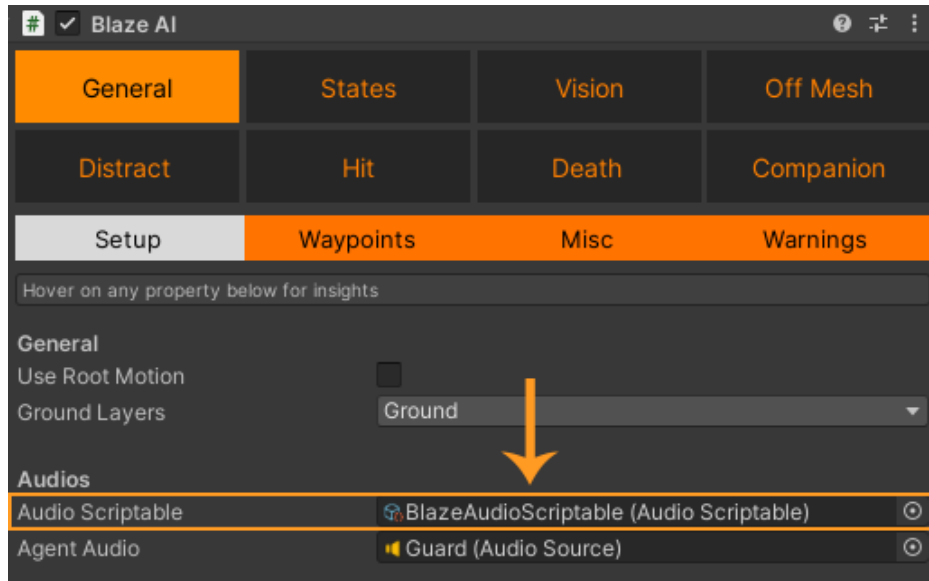 Blaze AI
General States Vision Off Mesh
Distract Hit Death Companion
Setup Waypoints Misc Warnings
Hover on any property below for insights
General
Use Root Motion
Ground Layers Ground
Audios
Audio Scriptable BlazeAudioScriptable (Audio Scriptable)
Agent Audio Guard (Audio Source)